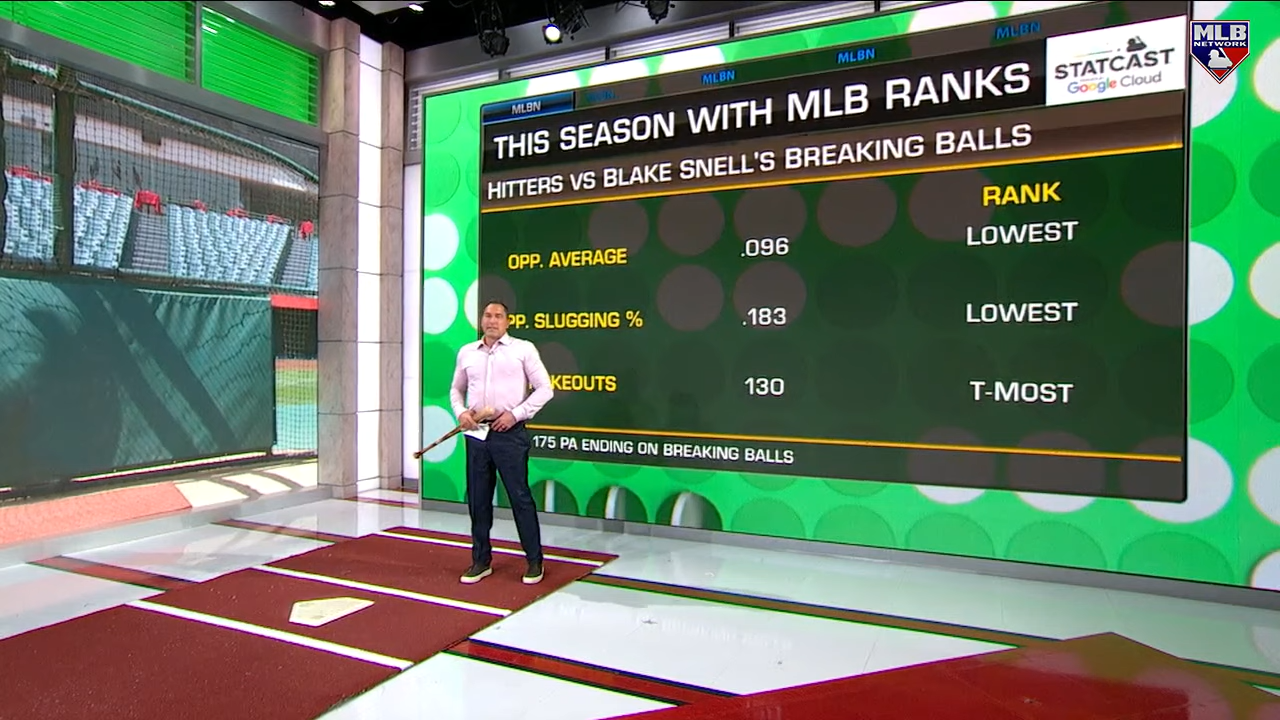 MLBN
MLBN
MLBN
MLBN
MLB
NETWORK
STATCAST
Google Cloud
THIS SEASON WITH MLB RANKS
HITTERS VS BLAKE SNELL'S BREAKING BALLS
RANK
OPP. AVERAGE .096 LOWEST
PP. SLUGGING % .183 LOWEST
KEOUTS 130 T-MOST
175 PA ENDING ON BREAKING BALLS